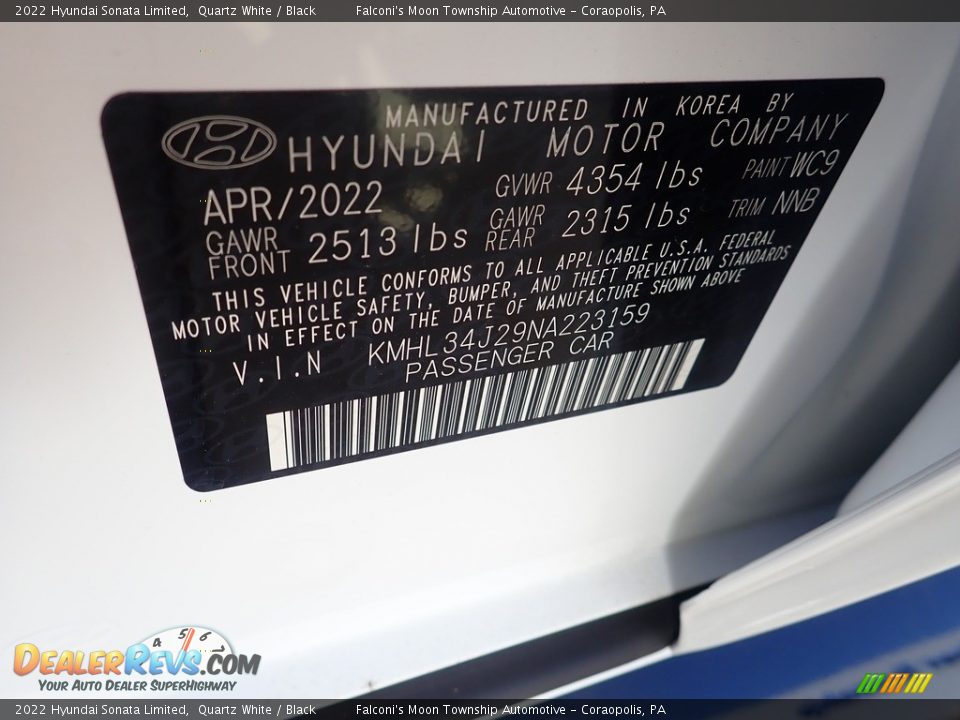 2022 Hyundai Sonata Limited, Quartz White / Black Falconi's Moon Township Automotive - Coraopolis, PA
MANUFACTURED IN KOREA BY
HYUNDAI MOTOR COMPANY
APR/2022 GVWR 4354 lbs PAINT WC9
GAWR FRONT 2513 lbs GAWR REAR 2315 lbs TRIM NNB
THIS VEHICLE CONFORMS TO ALL APPLICABLE U.S.A. FEDERAL
MOTOR VEHICLE SAFETY, BUMPER, AND THEFT PREVENTION STANDARDS
IN EFFECT ON THE DATE OF MANUFACTURE SHOWN ABOVE
V.I.N KMHL34J29NA223159
PASSENGER CAR
4 5 6
DEALERREVS.COM
YOUR AUTO DEALER SUPERHIGHWAY
2022 Hyundai Sonata Limited, Quartz White / Black Falconi's Moon Township Automotive - Coraopolis, PA